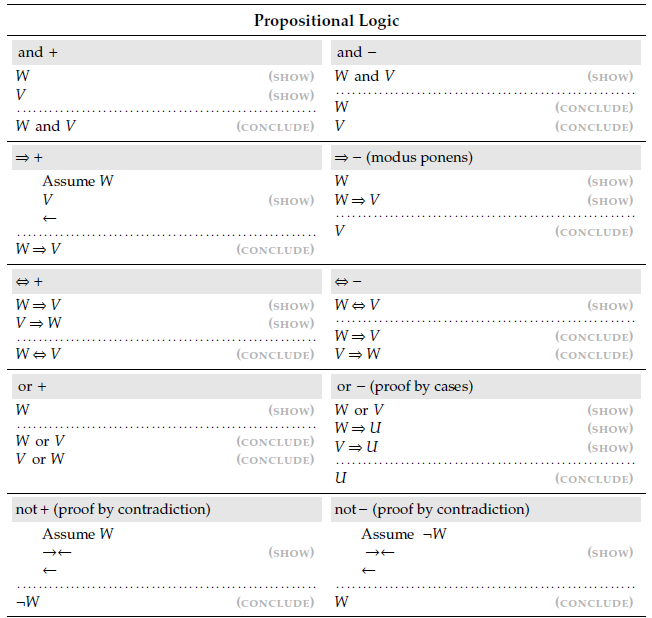 Propositional Logic
and +
W (SHOW)
V (SHOW)
W and V (CONCLUDE)
and −
W and V (SHOW)
W (CONCLUDE)
V (CONCLUDE)
⇒ +
Assume W
V (SHOW)
←
W ⇒ V (CONCLUDE)
⇒ − (modus ponens)
W (SHOW)
W ⇒ V (SHOW)
V (CONCLUDE)
⇔ +
W ⇒ V (SHOW)
V ⇒ W (SHOW)
W ⇔ V (CONCLUDE)
⇔ −
W ⇔ V (SHOW)
W ⇒ V (CONCLUDE)
V ⇒ W (CONCLUDE)
or +
W (SHOW)
W or V (CONCLUDE)
V or W (CONCLUDE)
or − (proof by cases)
W or V (SHOW)
W ⇒ U (SHOW)
V ⇒ U (SHOW)
U (CONCLUDE)
not + (proof by contradiction)
Assume W
→← (SHOW)
←
¬W (CONCLUDE)
not − (proof by contradiction)
Assume ¬W
→← (SHOW)
←
W (CONCLUDE)